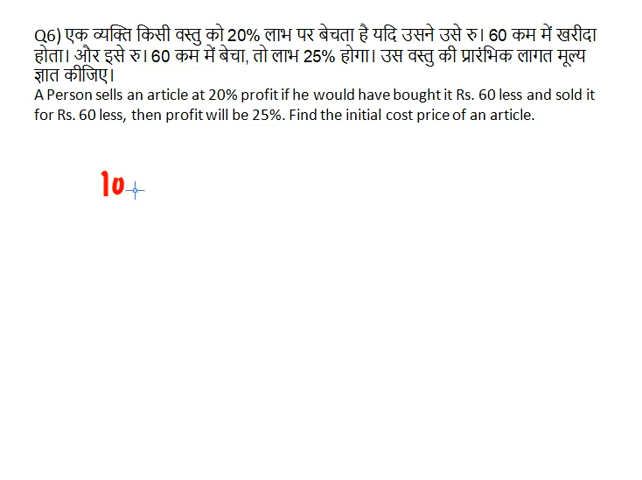 Q6) एक व्यक्ति किसी वस्तु को 20% लाभ पर बेचता है यदि उसने उसे रु। 60 कम में खरीदा
होता। और इसे रु। 60 कम में बेचा, तो लाभ 25% होगा। उस वस्तु की प्रारंभिक लागत मूल्य
ज्ञात कीजिए।
A Person sells an article at 20% profit if he would have bought it Rs. 60 less and sold it
for Rs. 60 less, then profit will be 25%. Find the initial cost price of an article.
10